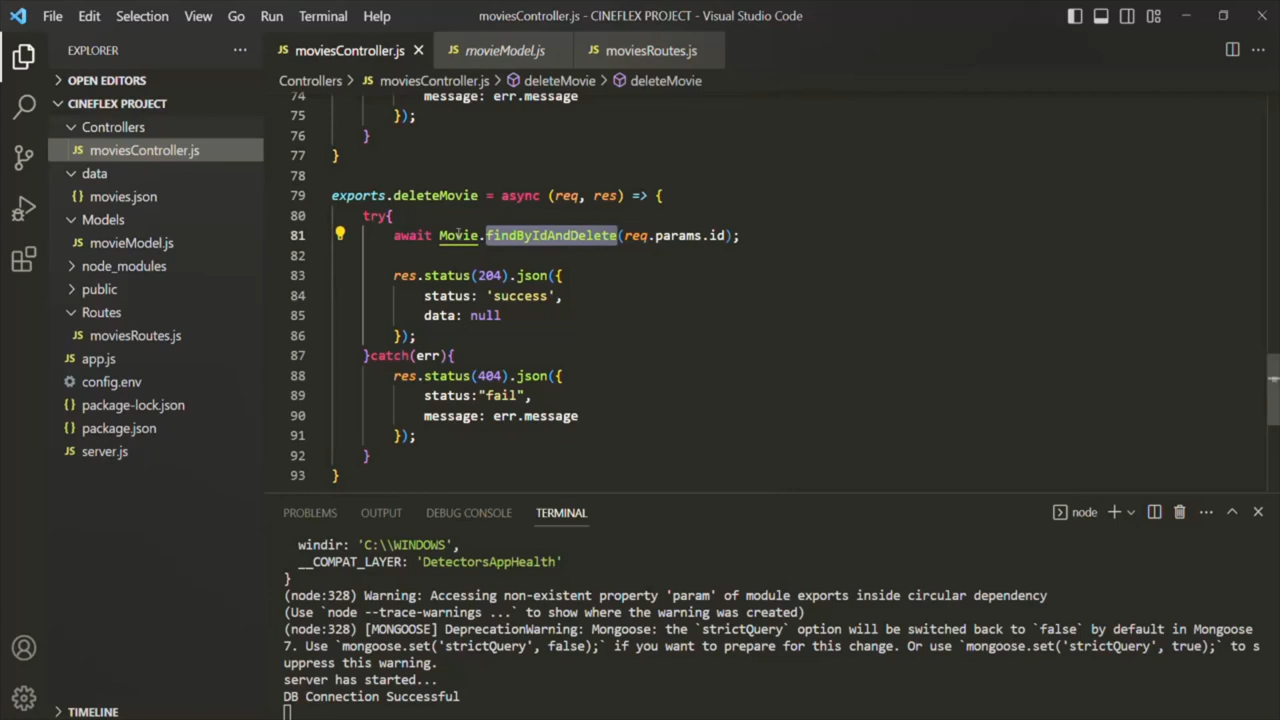 File Edit Selection View Go Run Terminal Help moviesController.js - CINEFLEX PROJECT - Visual Studio Code
EXPLORER
OPEN EDITORS
CINEFLEX PROJECT
Controllers
JS moviesController.js
data
{} movies.json
Models
JS movieModel.js
node_modules
public
Routes
JS moviesRoutes.js
JS app.js
config.env
{} package-lock.json
{} package.json
JS server.js
TIMELINE
JS moviesController.js JS movieModel.js JS moviesRoutes.js
Controllers > JS moviesController.js > deleteMovie > deleteMovie
74 message: err.message
75 });
76 }
77 }
78
79 exports.deleteMovie = async (req, res) => {
80 try{
81 await Movie.findByIdAndDelete(req.params.id);
82
83 res.status(204).json({
84 status: 'success',
85 data: null
86 });
87 }catch(err){
88 res.status(404).json({
89 status:"fail",
90 message: err.message
91 });
92 }
93 }
PROBLEMS OUTPUT DEBUG CONSOLE TERMINAL node
windir: 'C:\\WINDOWS',
__COMPAT_LAYER: 'DetectorsAppHealth'
}
(node:328) Warning: Accessing non-existent property 'param' of module exports inside circular dependency
(Use `node --trace-warnings ...` to show where the warning was created)
(node:328) [MONGOOSE] DeprecationWarning: Mongoose: the `strictQuery` option will be switched back to `false` by default in Mongoose
7. Use `mongoose.set('strictQuery', false);` if you want to prepare for this change. Or use `mongoose.set('strictQuery', true);` to s
uppress this warning.
server has started...
DB Connection Successful